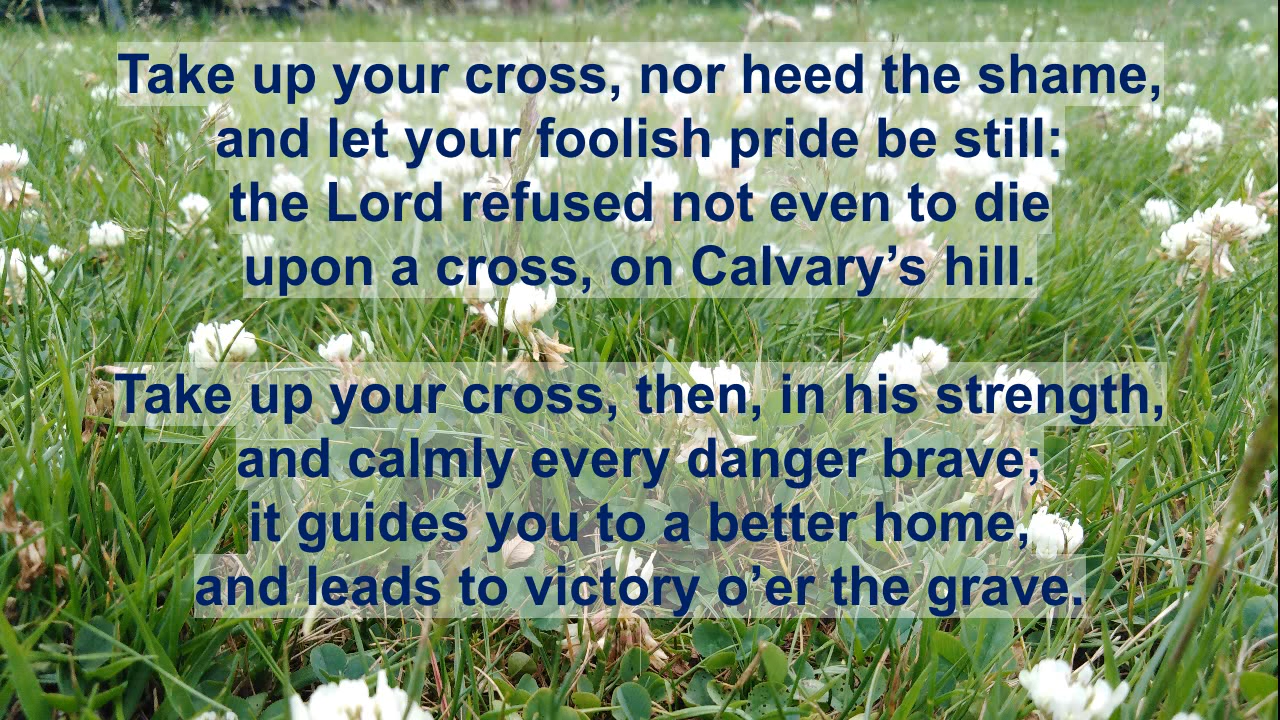 Take up your cross, nor heed the shame,
and let your foolish pride be still:
the Lord refused not even to die
upon a cross, on Calvary’s hill.
Take up your cross, then, in his strength,
and calmly every danger brave;
it guides you to a better home,
and leads to victory o’er the grave.